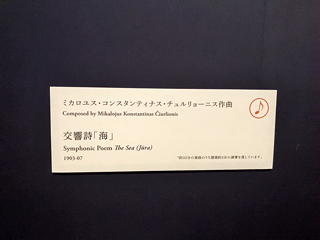 ミカロユス・コンスタンティナス・チュルリョーニス作曲
Composed by Mikalojus Konstantinas Čiurlionis
交響詩「海」
Symphonic Poem The Sea (Jūra)
1903-07